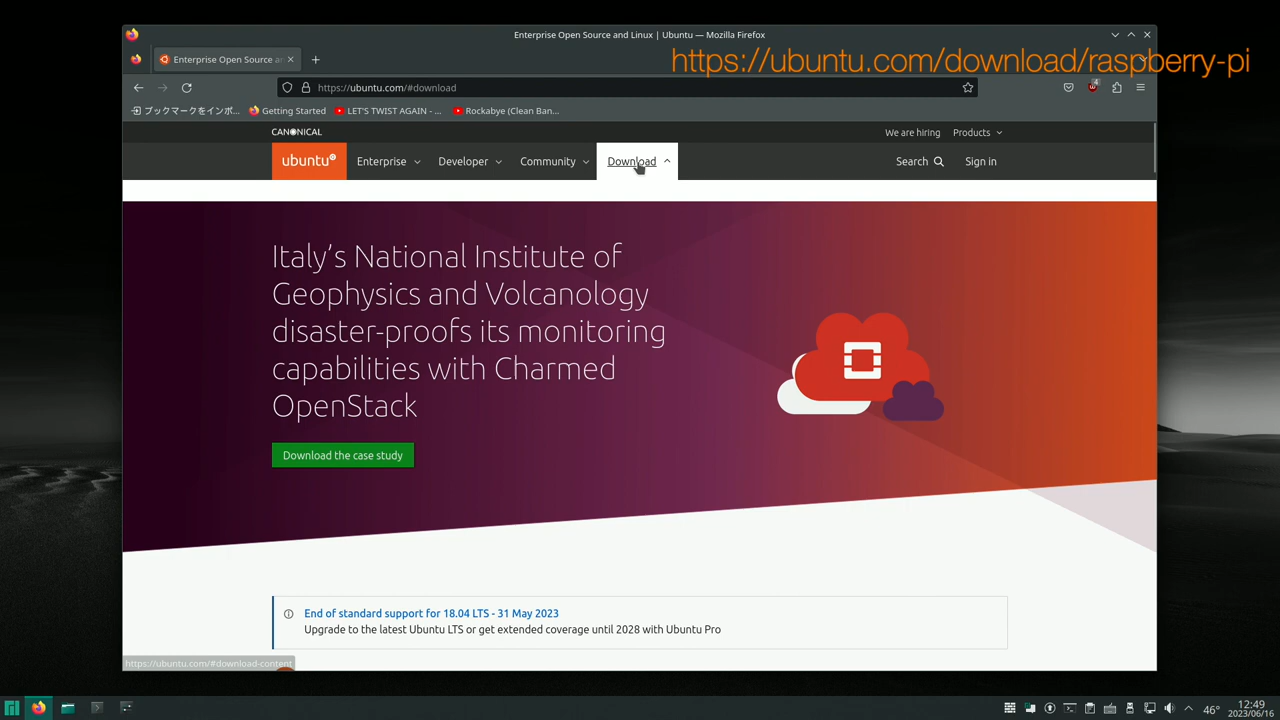 Enterprise Open Source and Linux | Ubuntu — Mozilla Firefox
Enterprise Open Source an
https://ubuntu.com/download/raspberry-pi
https://ubuntu.com/#download
4
ブックマークをインポ...
Getting Started
LET'S TWIST AGAIN - ...
Rockabye (Clean Ban...
CANONICAL
We are hiring
Products
ubuntu
Enterprise
Developer
Community
Download
Search
Sign in
Italy's National Institute of
Geophysics and Volcanology
disaster-proofs its monitoring
capabilities with Charmed
OpenStack
Download the case study
End of standard support for 18.04 LTS - 31 May 2023
Upgrade to the latest Ubuntu LTS or get extended coverage until 2028 with Ubuntu Pro
https://ubuntu.com/#download-content
46°
12:49
2023/06/16